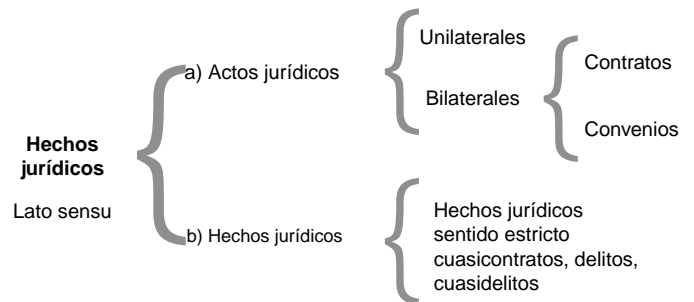 Hechos
jurídicos
Lato sensu
a) Actos jurídicos
Unilaterales
Bilaterales
Contratos
Convenios
b) Hechos jurídicos
Hechos jurídicos
sentido estricto
cuasicontratos, delitos,
cuasidelitos